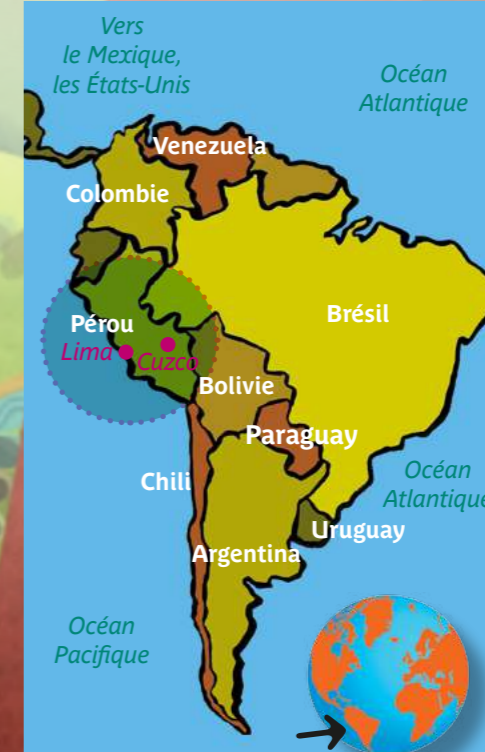 Vers
le Mexique,
les États-Unis
Océan
Atlantique
Venezuela
Colombie
Brésil
Pérou
Lima
Cuzco
Bolivie
Paraguay
Chili
Océan
Atlantique
Uruguay
Argentina
Océan
Pacifique